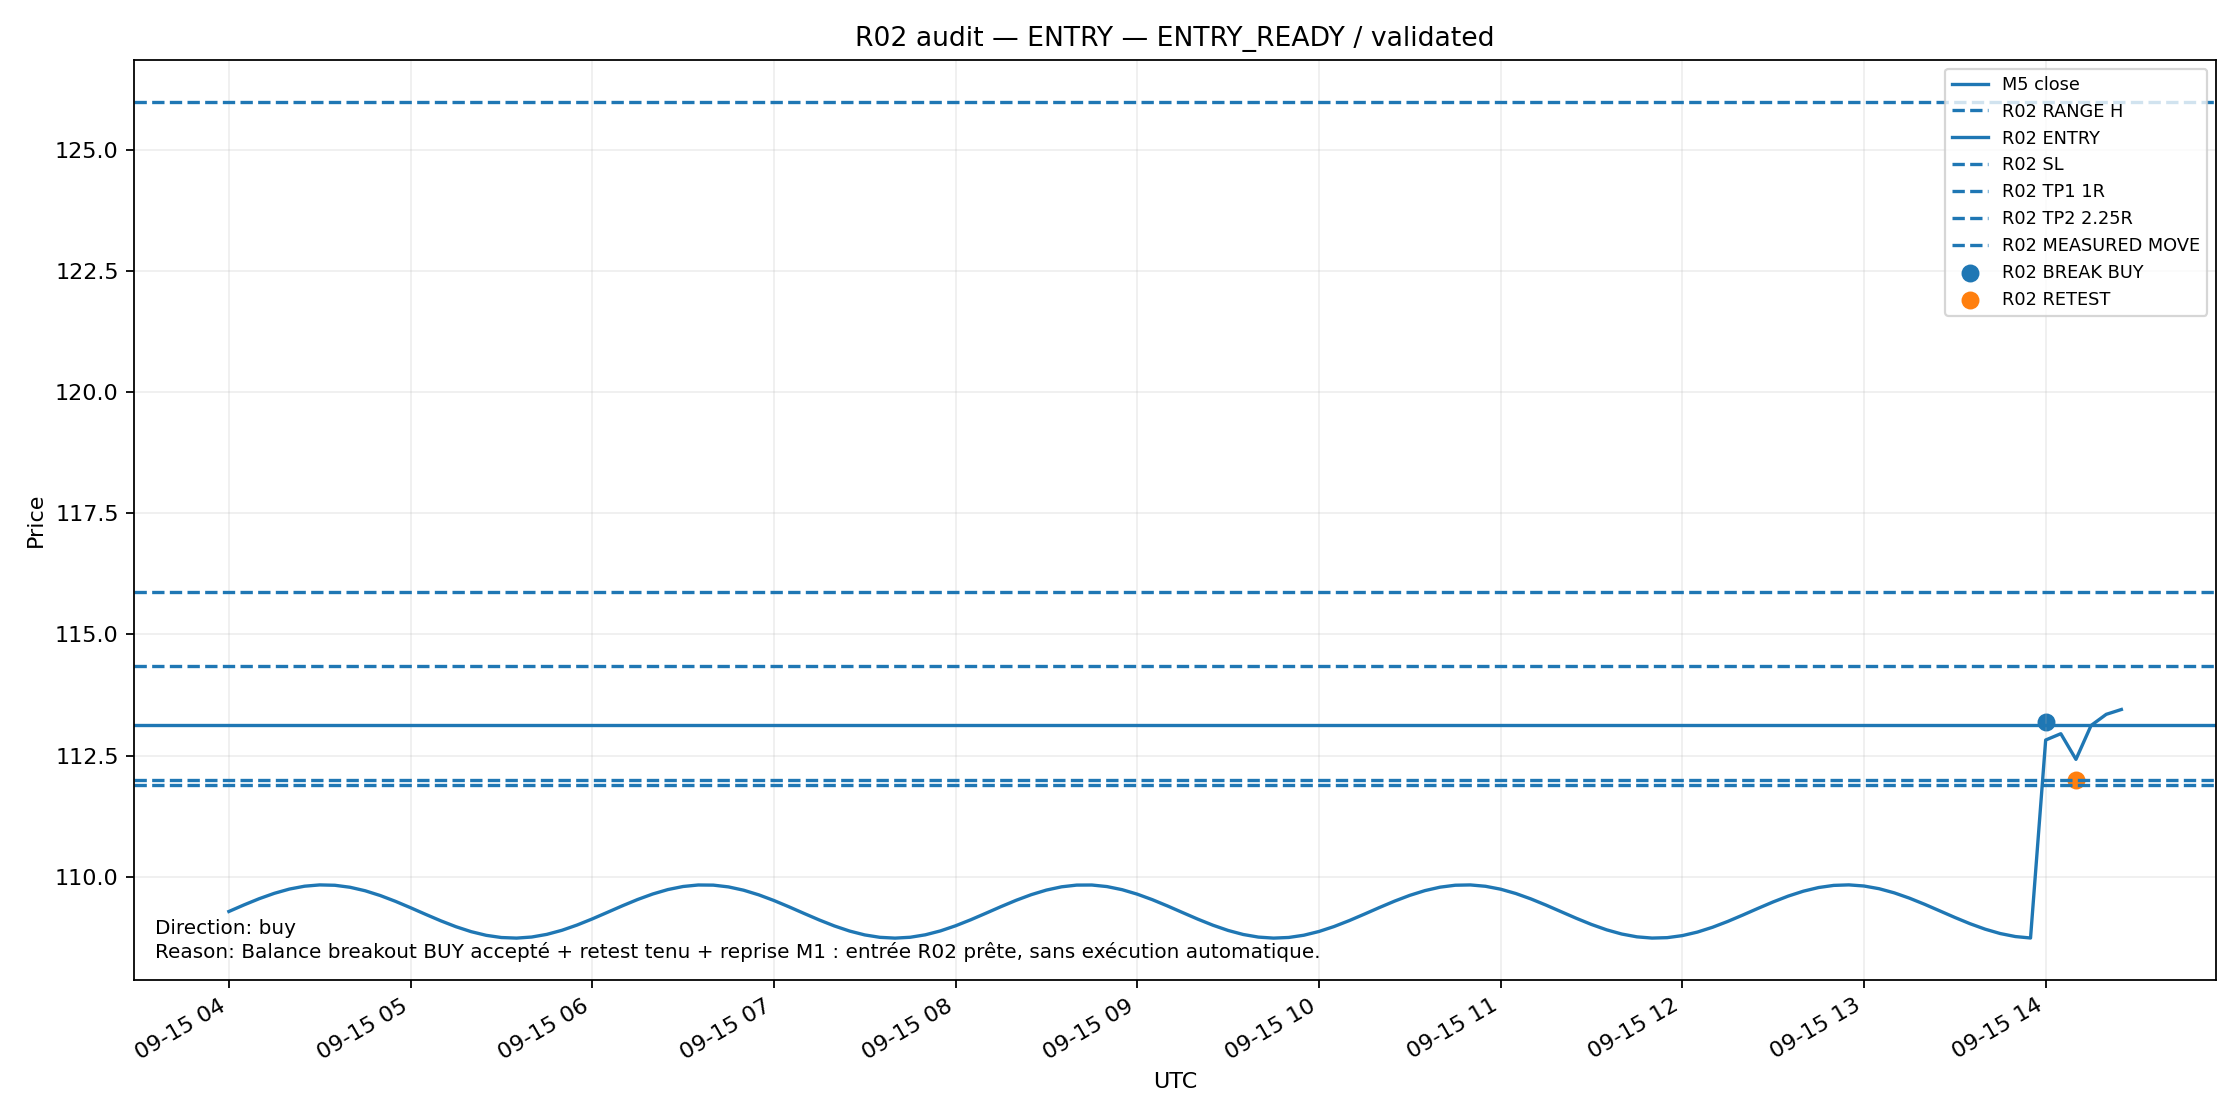 R02 audit — ENTRY — ENTRY_READY / validated
M5 close
R02 RANGE H
R02 ENTRY
R02 SL
R02 TP1 1R
R02 TP2 2.25R
R02 MEASURED MOVE
R02 BREAK BUY
R02 RETEST
Price
125.0
122.5
120.0
117.5
115.0
112.5
110.0
Direction: buy
Reason: Balance breakout BUY accepté + retest tenu + reprise M1 : entrée R02 prête, sans exécution automatique.
09-15 04
09-15 05
09-15 06
09-15 07
09-15 08
09-15 09
09-15 10
09-15 11
09-15 12
09-15 13
09-15 14
UTC